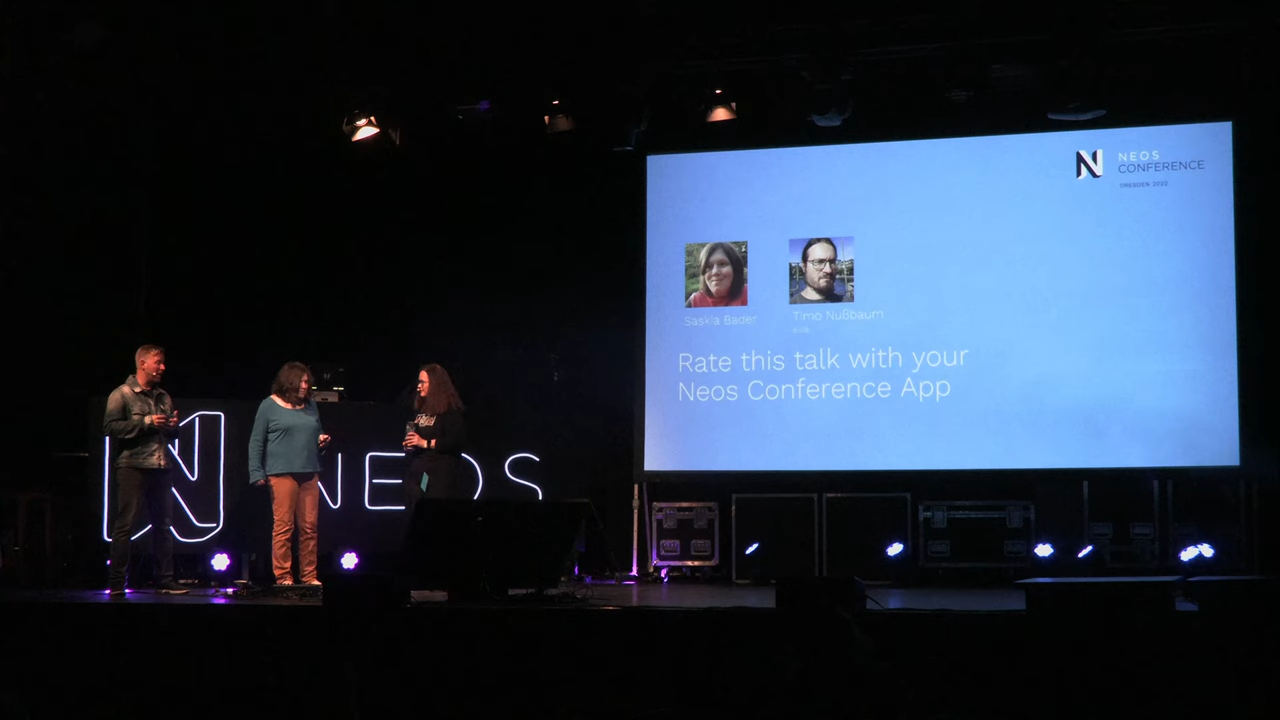 NEOS
CONFERENCE
DRESDEN 2022
Saskia Bader
Timo Nußbaum
Rate this talk with your
Neos Conference App
NEOS